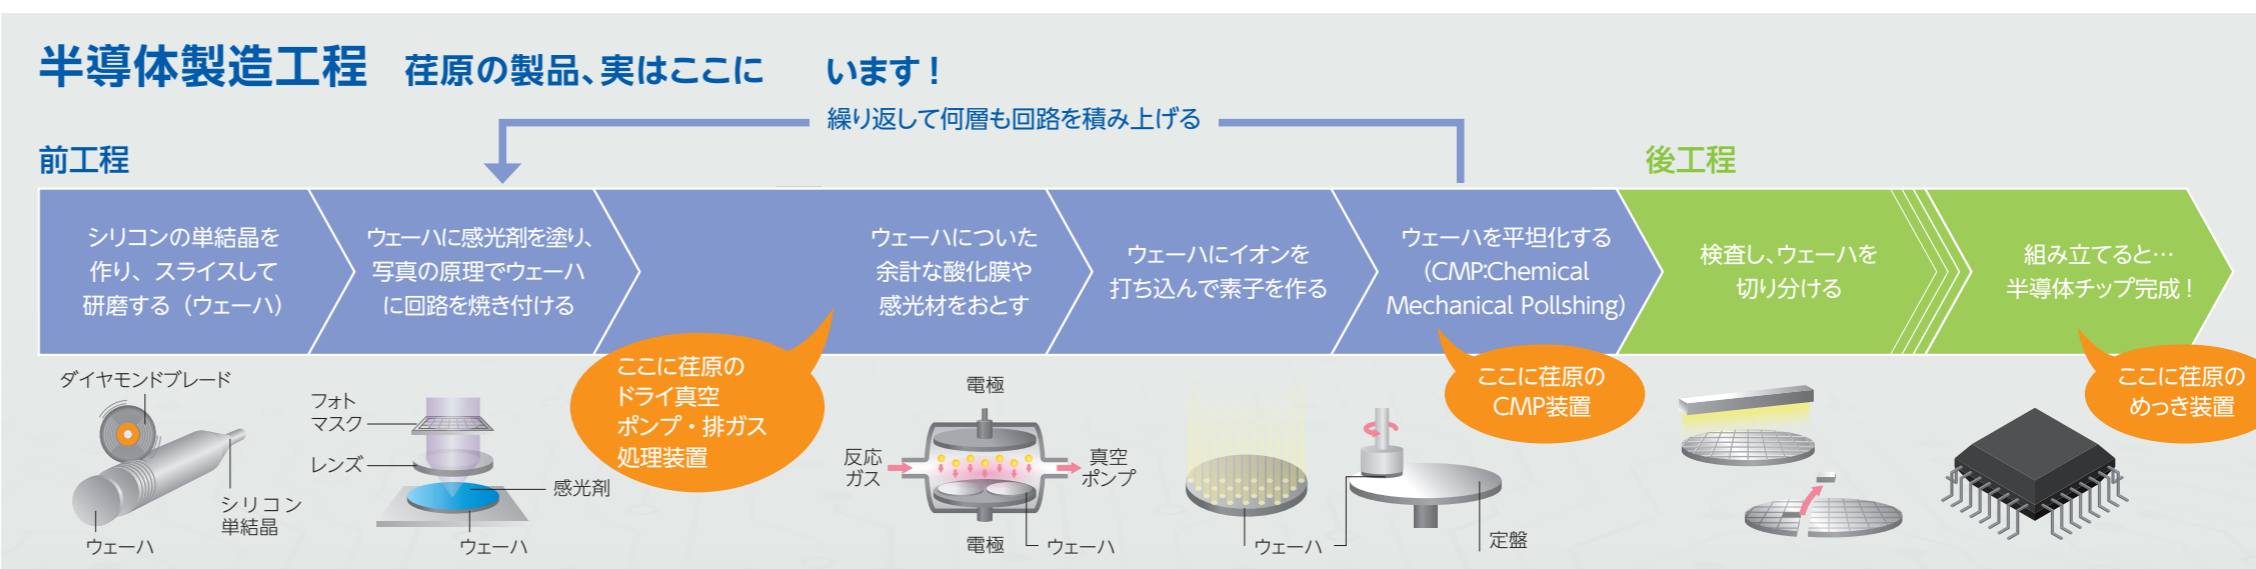 半導体製造工程 荏原の製品、実はここに います!
繰り返して何層も回路を積み上げる
前工程
後工程
シリコンの単結晶を
作り、スライスして
研磨する（ウェーハ）
ウェーハに感光剤を塗り、
写真の原理でウェーハ
に回路を焼き付ける
ウェーハについた
余計な酸化膜や
感光材をおとす
ウェーハにイオンを
打ち込んで素子を作る
ウェーハを平坦化する
（CMP:Chemical
Mechanical Pollshing）
検査し、ウェーハを
切り分ける
組み立てると…
半導体チップ完成!
ここに荏原の
ドライ真空
ポンプ・排ガス
処理装置
ここに荏原の
CMP装置
ここに荏原の
めっき装置
ダイヤモンドブレード
シリコン
単結晶
ウェーハ
フォト
マスク
レンズ
感光剤
ウェーハ
電極
反応
ガス
真空
ポンプ
電極
ウェーハ
ウェーハ
定盤